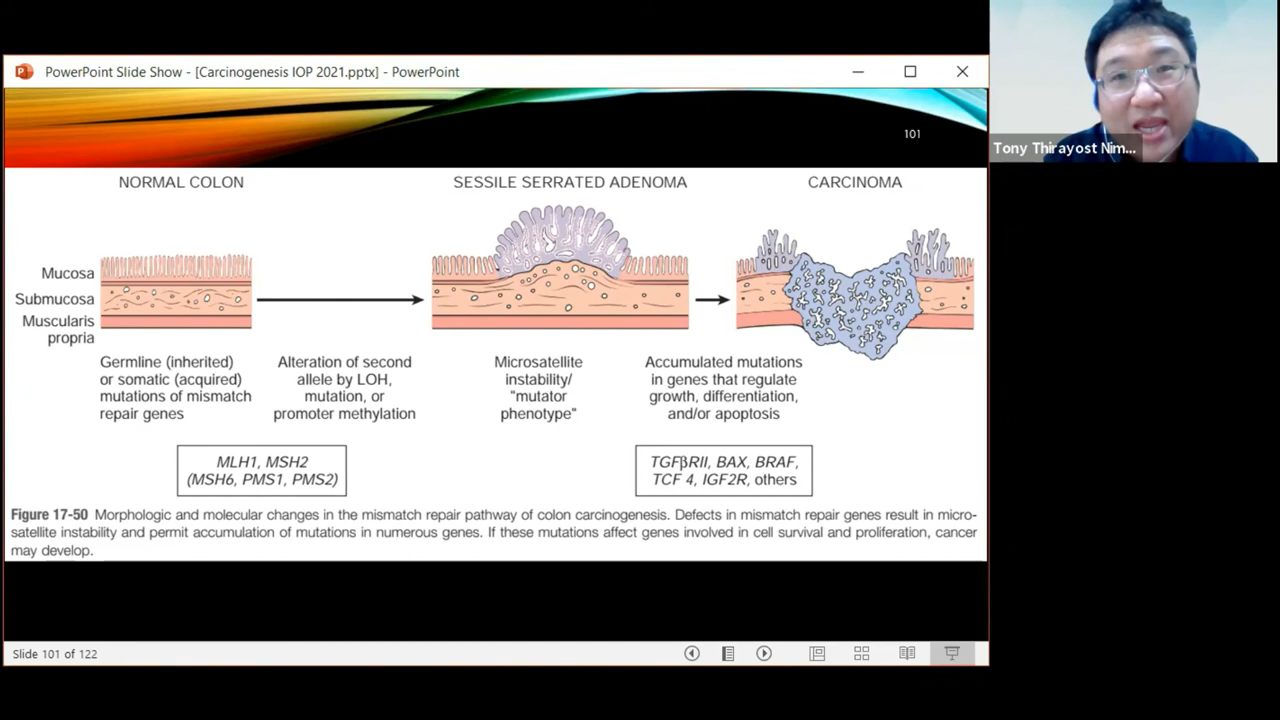 PowerPoint Slide Show - [Carcinogenesis IOP 2021.pptx] - PowerPoint
101
NORMAL COLON
SESSILE SERRATED ADENOMA
CARCINOMA
Mucosa
Submucosa
Muscularis
propria
Germline (inherited)
or somatic (acquired)
mutations of mismatch
repair genes
Alteration of second
allele by LOH,
mutation, or
promoter methylation
Microsatellite
instability/
"mutator
phenotype"
Accumulated mutations
in genes that regulate
growth, differentiation,
and/or apoptosis
MLH1, MSH2
(MSH6, PMS1, PMS2)
TGFβRII, BAX, BRAF,
TCF 4, IGF2R, others
Figure 17-50 Morphologic and molecular changes in the mismatch repair pathway of colon carcinogenesis. Defects in mismatch repair genes result in micro-
satellite instability and permit accumulation of mutations in numerous genes. If these mutations affect genes involved in cell survival and proliferation, cancer
may develop.
Slide 101 of 122
Tony Thirayost Nim...